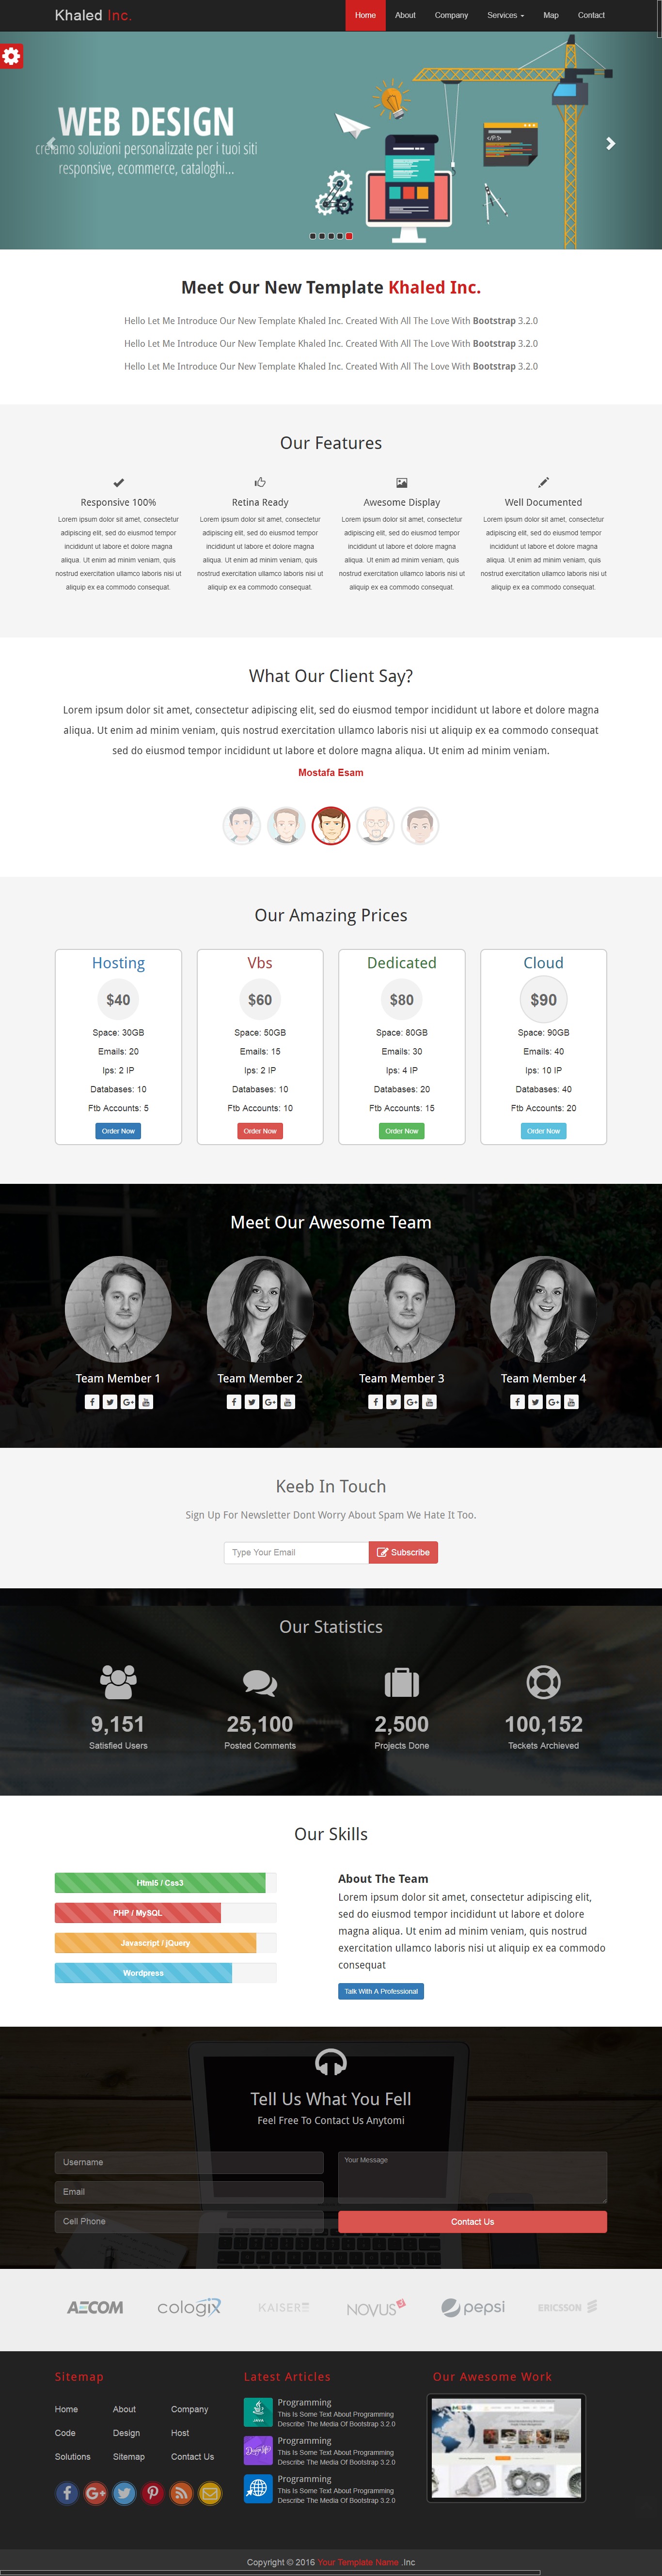 Khaled Inc.
Home About Company Services Map Contact
WEB DESIGN
creiamo soluzioni personalizzate per i tuoi siti
responsive, ecommerce, cataloghi...
Meet Our New Template Khaled Inc.
Hello Let Me Introduce Our New Template Khaled Inc. Created With All The Love With Bootstrap 3.2.0
Hello Let Me Introduce Our New Template Khaled Inc. Created With All The Love With Bootstrap 3.2.0
Hello Let Me Introduce Our New Template Khaled Inc. Created With All The Love With Bootstrap 3.2.0
Our Features
Responsive 100%
Lorem ipsum dolor sit amet, consectetur
adipiscing elit, sed do eiusmod tempor
incididunt ut labore et dolore magna
aliqua. Ut enim ad minim veniam, quis
nostrud exercitation ullamco laboris nisi ut
aliquip ex ea commodo consequat.
Retina Ready
Lorem ipsum dolor sit amet, consectetur
adipiscing elit, sed do eiusmod tempor
incididunt ut labore et dolore magna
aliqua. Ut enim ad minim veniam, quis
nostrud exercitation ullamco laboris nisi ut
aliquip ex ea commodo consequat.
Awesome Display
Lorem ipsum dolor sit amet, consectetur
adipiscing elit, sed do eiusmod tempor
incididunt ut labore et dolore magna
aliqua. Ut enim ad minim veniam, quis
nostrud exercitation ullamco laboris nisi ut
aliquip ex ea commodo consequat.
Well Documented
Lorem ipsum dolor sit amet, consectetur
adipiscing elit, sed do eiusmod tempor
incididunt ut labore et dolore magna
aliqua. Ut enim ad minim veniam, quis
nostrud exercitation ullamco laboris nisi ut
aliquip ex ea commodo consequat.
What Our Client Say?
Lorem ipsum dolor sit amet, consectetur adipiscing elit, sed do eiusmod tempor incididunt ut labore et dolore magna
aliqua. Ut enim ad minim veniam, quis nostrud exercitation ullamco laboris nisi ut aliquip ex ea commodo consequat
sed do eiusmod tempor incididunt ut labore et dolore magna aliqua. Ut enim ad minim veniam.
Mostafa Esam
Our Amazing Prices
Hosting
$40
Space: 30GB
Emails: 20
Ips: 2 IP
Databases: 10
Ftb Accounts: 5
Order Now
Vbs
$60
Space: 50GB
Emails: 15
Ips: 2 IP
Databases: 10
Ftb Accounts: 10
Order Now
Dedicated
$80
Space: 80GB
Emails: 30
Ips: 4 IP
Databases: 20
Ftb Accounts: 15
Order Now
Cloud
$90
Space: 90GB
Emails: 40
Ips: 10 IP
Databases: 40
Ftb Accounts: 20
Order Now
Meet Our Awesome Team
Team Member 1
Team Member 2
Team Member 3
Team Member 4
Keeb In Touch
Sign Up For Newsletter Dont Worry About Spam We Hate It Too.
Type Your Email
Subscribe
Our Statistics
9,151
Satisfied Users
25,100
Posted Comments
2,500
Projects Done
100,152
Teckets Archieved
Our Skills
Html5 / Css3
PHP / MySQL
Javascript / jQuery
Wordpress
About The Team
Lorem ipsum dolor sit amet, consectetur adipiscing elit,
sed do eiusmod tempor incididunt ut labore et dolore
magna aliqua. Ut enim ad minim veniam, quis nostrud
exercitation ullamco laboris nisi ut aliquip ex ea commodo
consequat
Talk With A Professional
Tell Us What You Fell
Feel Free To Contact Us Anytomi
Username
Email
Cell Phone
Your Message
Contact Us
AECOM
cologix
KAISER
NOVUS
pepsi
ERICSSON
Sitemap
Home About Company
Code Design Host
Solutions Sitemap Contact Us
Latest Articles
JAVA
Programming
This Is Some Text About Programming
Describe The Media Of Bootstrap 3.2.0
Programming
This Is Some Text About Programming
Describe The Media Of Bootstrap 3.2.0
Programming
This Is Some Text About Programming
Describe The Media Of Bootstrap 3.2.0
Our Awesome Work
Copyright © 2016 Your Template Name .Inc